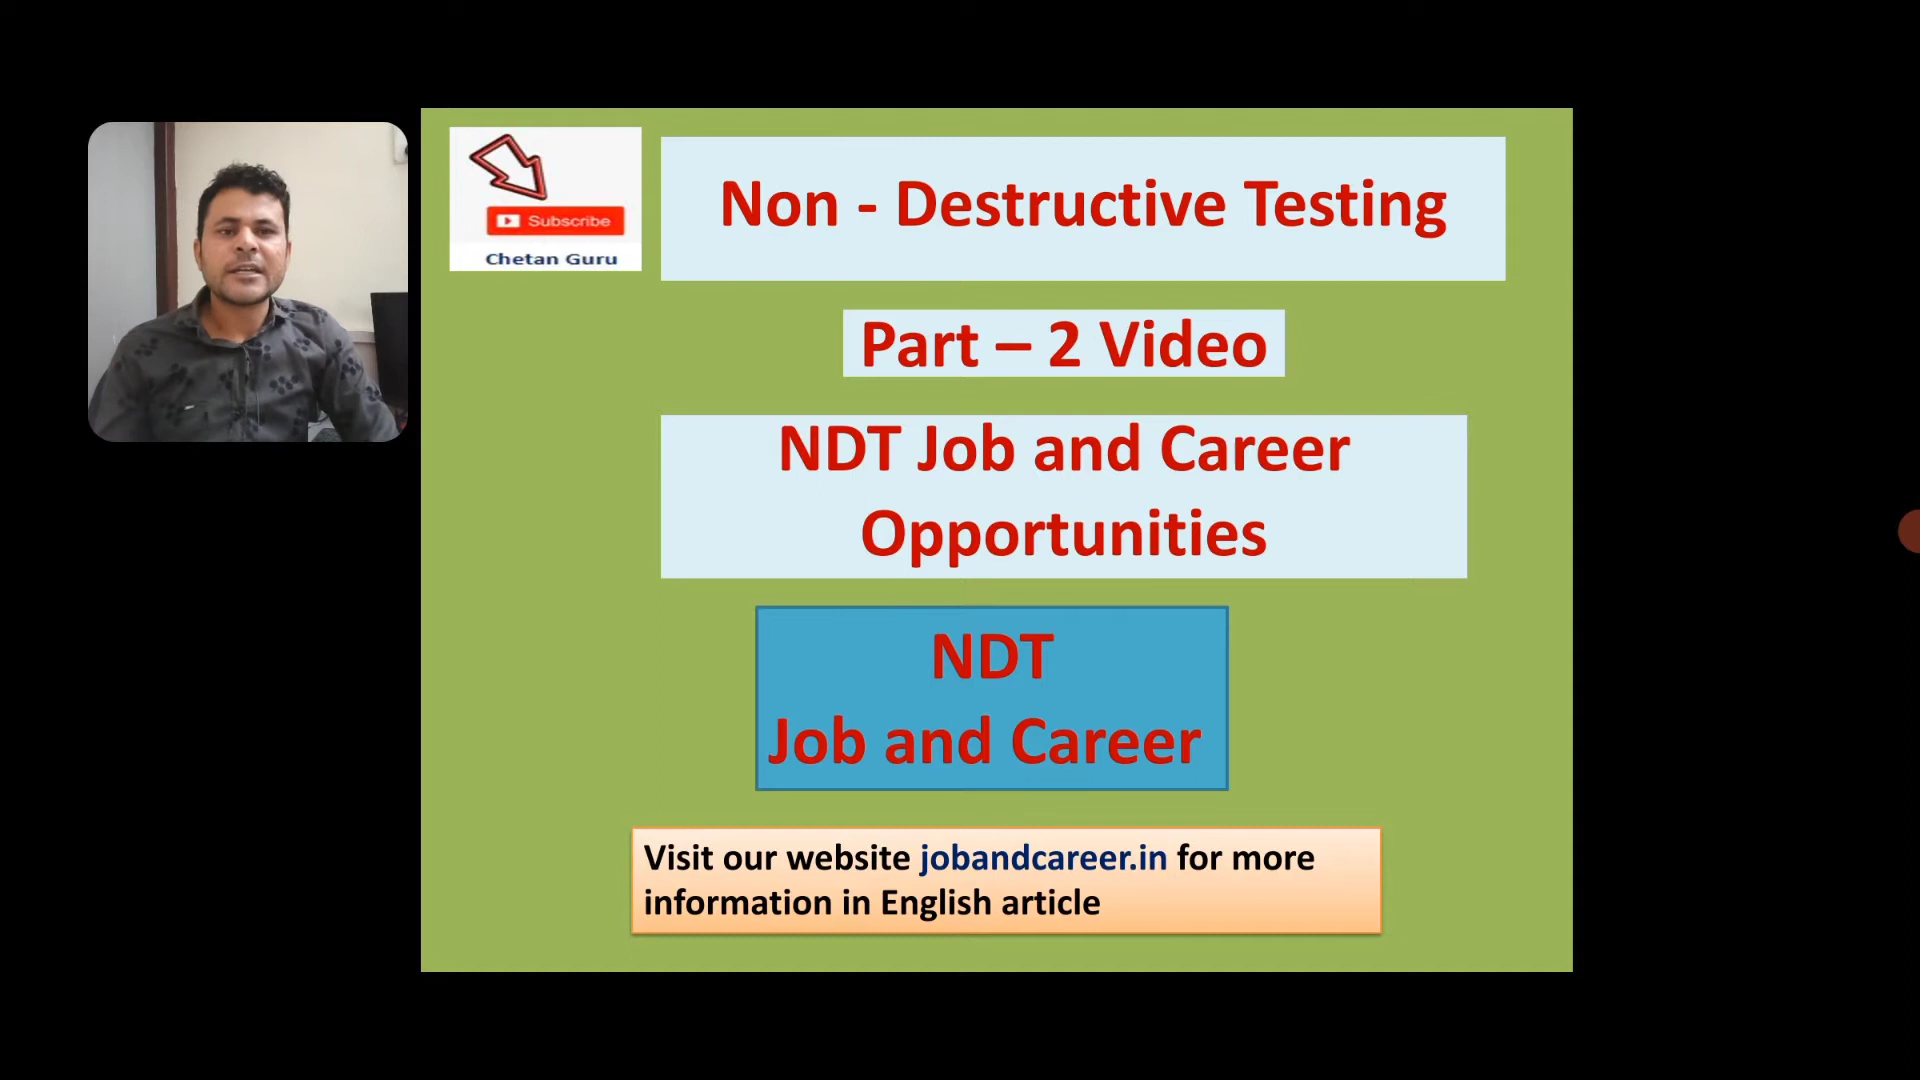 Subscribe
Chetan Guru
Non - Destructive Testing
Part – 2 Video
NDT Job and Career
Opportunities
NDT
Job and Career
Visit our website jobandcareer.in for more
information in English article